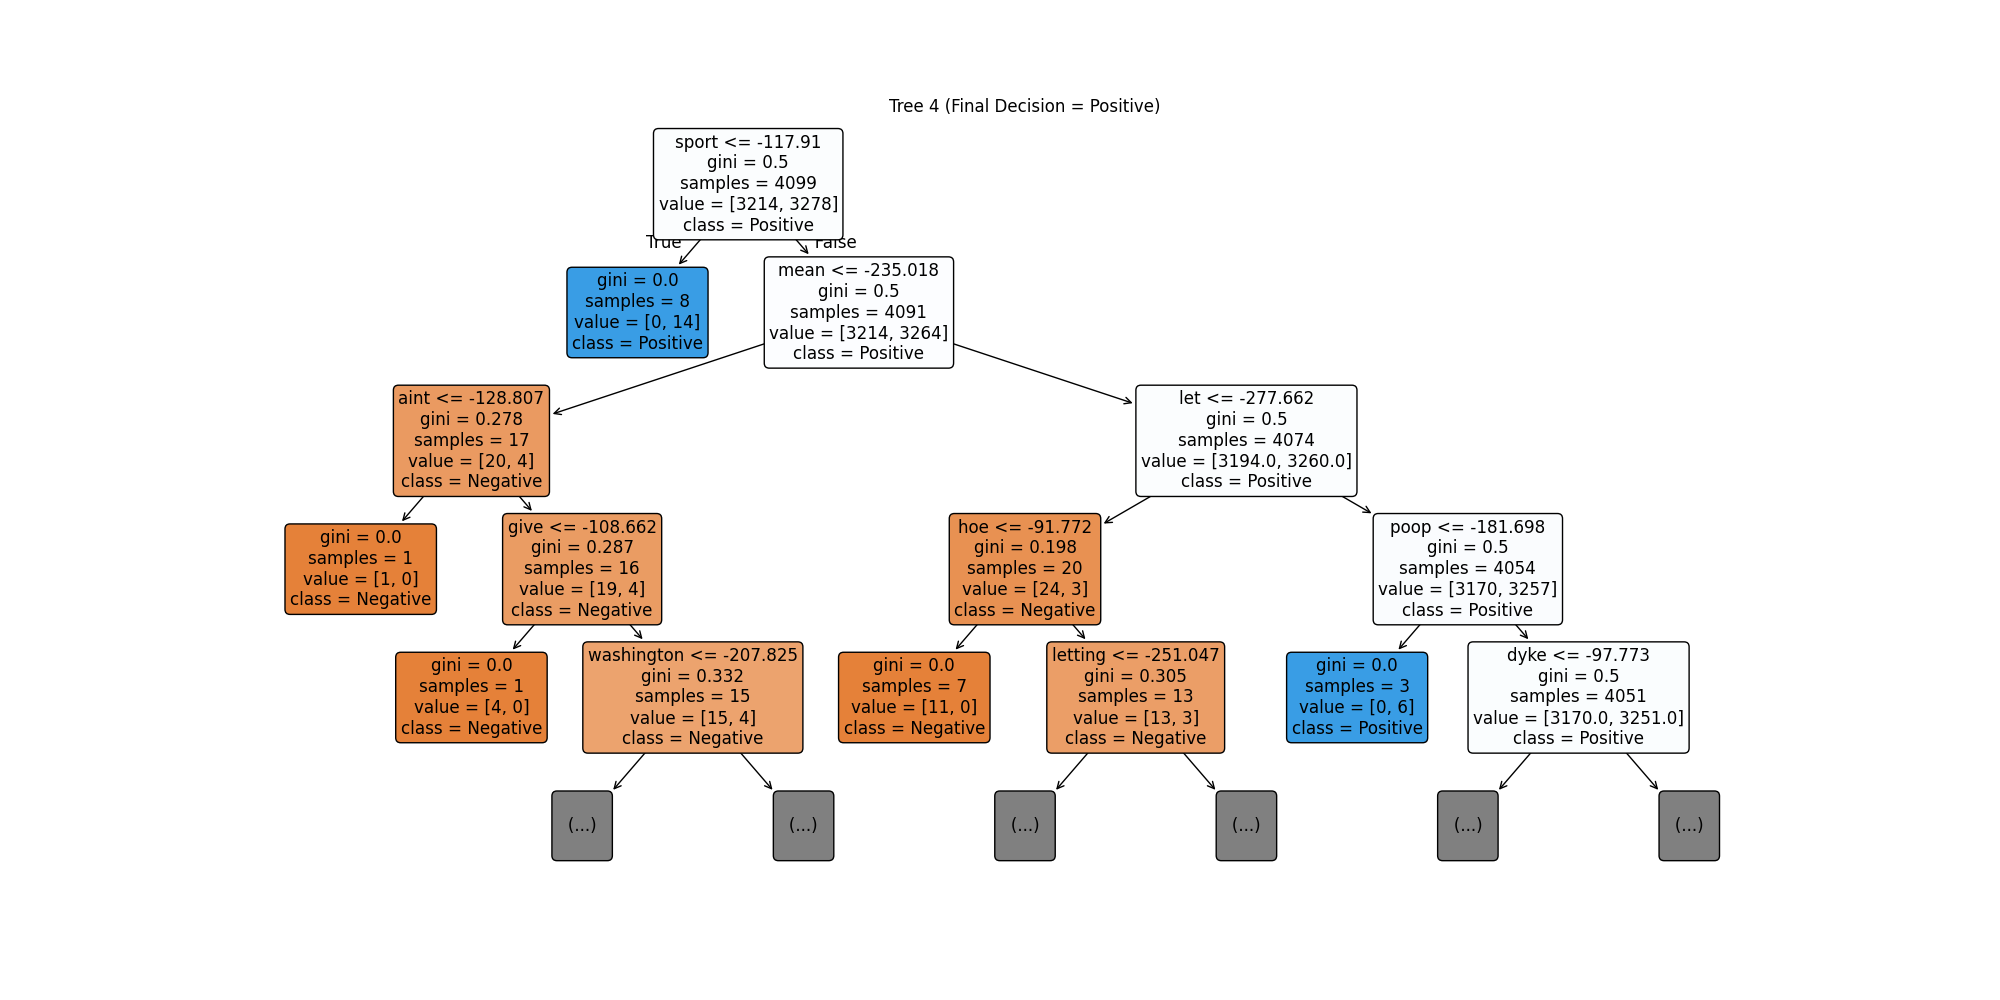 Tree 4 (Final Decision = Positive)
sport <= -117.91
gini = 0.5
samples = 4099
value = [3214, 3278]
class = Positive
True
False
gini = 0.0
samples = 8
value = [0, 14]
class = Positive
mean <= -235.018
gini = 0.5
samples = 4091
value = [3214, 3264]
class = Positive
aint <= -128.807
gini = 0.278
samples = 17
value = [20, 4]
class = Negative
let <= -277.662
gini = 0.5
samples = 4074
value = [3194.0, 3260.0]
class = Positive
gini = 0.0
samples = 1
value = [1, 0]
class = Negative
give <= -108.662
gini = 0.287
samples = 16
value = [19, 4]
class = Negative
hoe <= -91.772
gini = 0.198
samples = 20
value = [24, 3]
class = Negative
poop <= -181.698
gini = 0.5
samples = 4054
value = [3170, 3257]
class = Positive
gini = 0.0
samples = 1
value = [4, 0]
class = Negative
washington <= -207.825
gini = 0.332
samples = 15
value = [15, 4]
class = Negative
gini = 0.0
samples = 7
value = [11, 0]
class = Negative
letting <= -251.047
gini = 0.305
samples = 13
value = [13, 3]
class = Negative
gini = 0.0
samples = 3
value = [0, 6]
class = Positive
dyke <= -97.773
gini = 0.5
samples = 4051
value = [3170.0, 3251.0]
class = Positive
(...)
(...)
(...)
(...)
(...)
(...)